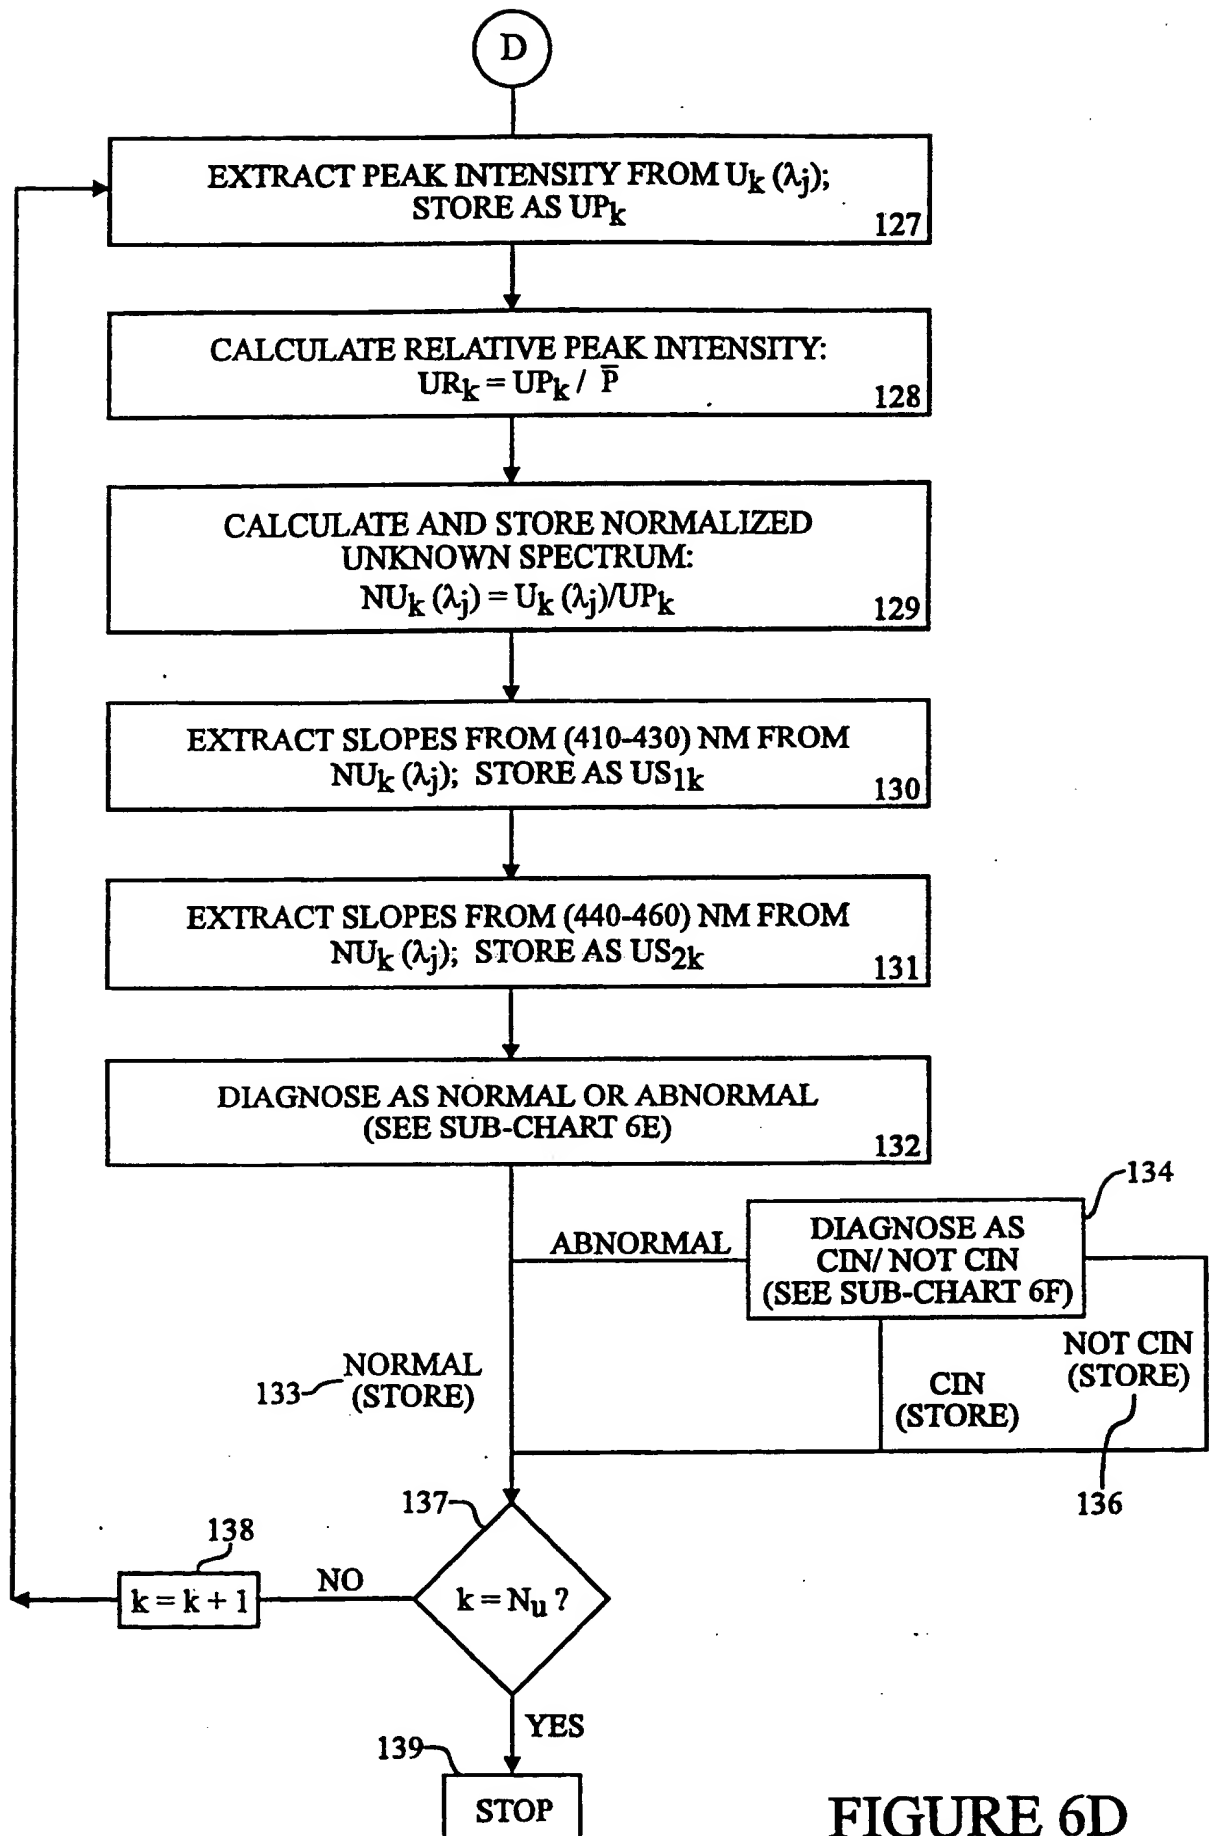 D
EXTRACT PEAK INTENSITY FROM Uk (λj);
STORE AS UPk
127
CALCULATE RELATIVE PEAK INTENSITY:
URk = UPk / P̅
128
CALCULATE AND STORE NORMALIZED
UNKNOWN SPECTRUM:
NUk (λj) = Uk (λj)/UPk
129
EXTRACT SLOPES FROM (410-430) NM FROM
NUk (λj); STORE AS US1k
130
EXTRACT SLOPES FROM (440-460) NM FROM
NUk (λj); STORE AS US2k
131
DIAGNOSE AS NORMAL OR ABNORMAL
(SEE SUB-CHART 6E)
132
134
ABNORMAL
DIAGNOSE AS
CIN/ NOT CIN
(SEE SUB-CHART 6F)
133
NORMAL
(STORE)
CIN
(STORE)
NOT CIN
(STORE)
136
137
138
k = k + 1
NO
k = Nu ?
YES
139
STOP
FIGURE 6D